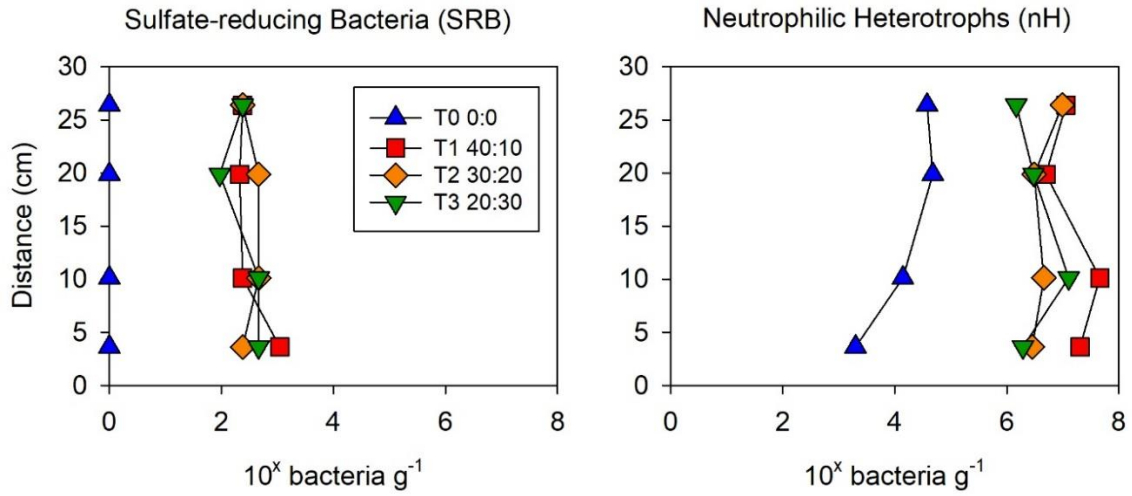 Sulfate-reducing Bacteria (SRB)
30
25
20
15
10
5
0
Distance (cm)
0
2
4
6
8
10ˣ bacteria g⁻¹
T0 0:0
T1 40:10
T2 30:20
T3 20:30
Neutrophilic Heterotrophs (nH)
30
25
20
15
10
5
0
0
2
4
6
8
10ˣ bacteria g⁻¹